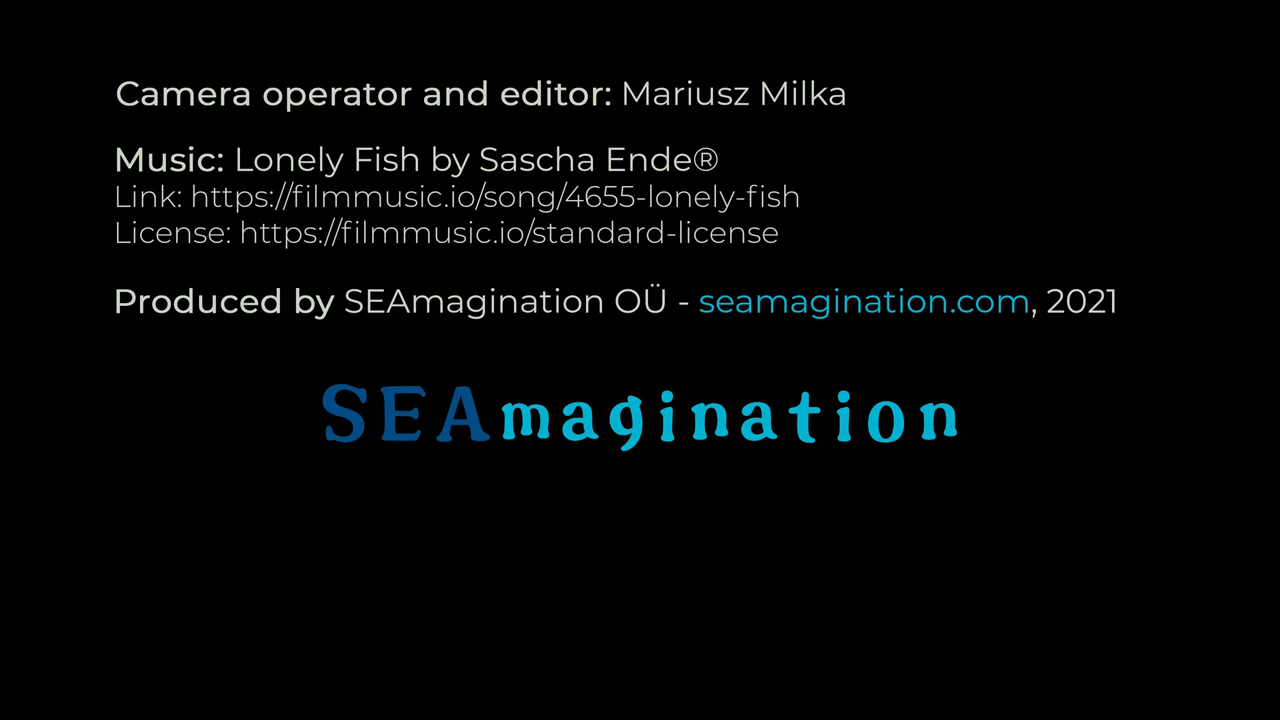 Camera operator and editor: Mariusz Milka
Music: Lonely Fish by Sascha Ende®
Link: https://filmmusic.io/song/4655-lonely-fish
License: https://filmmusic.io/standard-license
Produced by SEAmagination OÜ - seamagination.com, 2021
SEAmagination